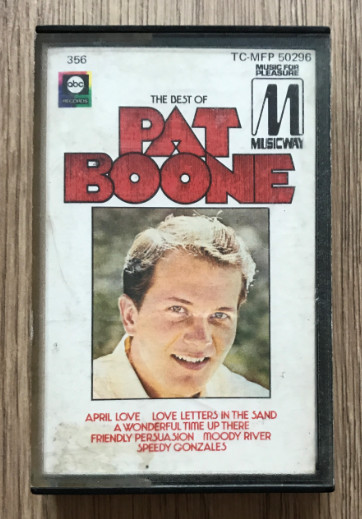 356
TC-MFP 50296
MUSIC FOR
PLEASURE
abc
RECORDS
MUSICWAY
THE BEST OF
PAT
BOONE
APRIL LOVE LOVE LETTERS IN THE SAND
A WONDERFUL TIME UP THERE
FRIENDLY PERSUASION MOODY RIVER
SPEEDY GONZALES